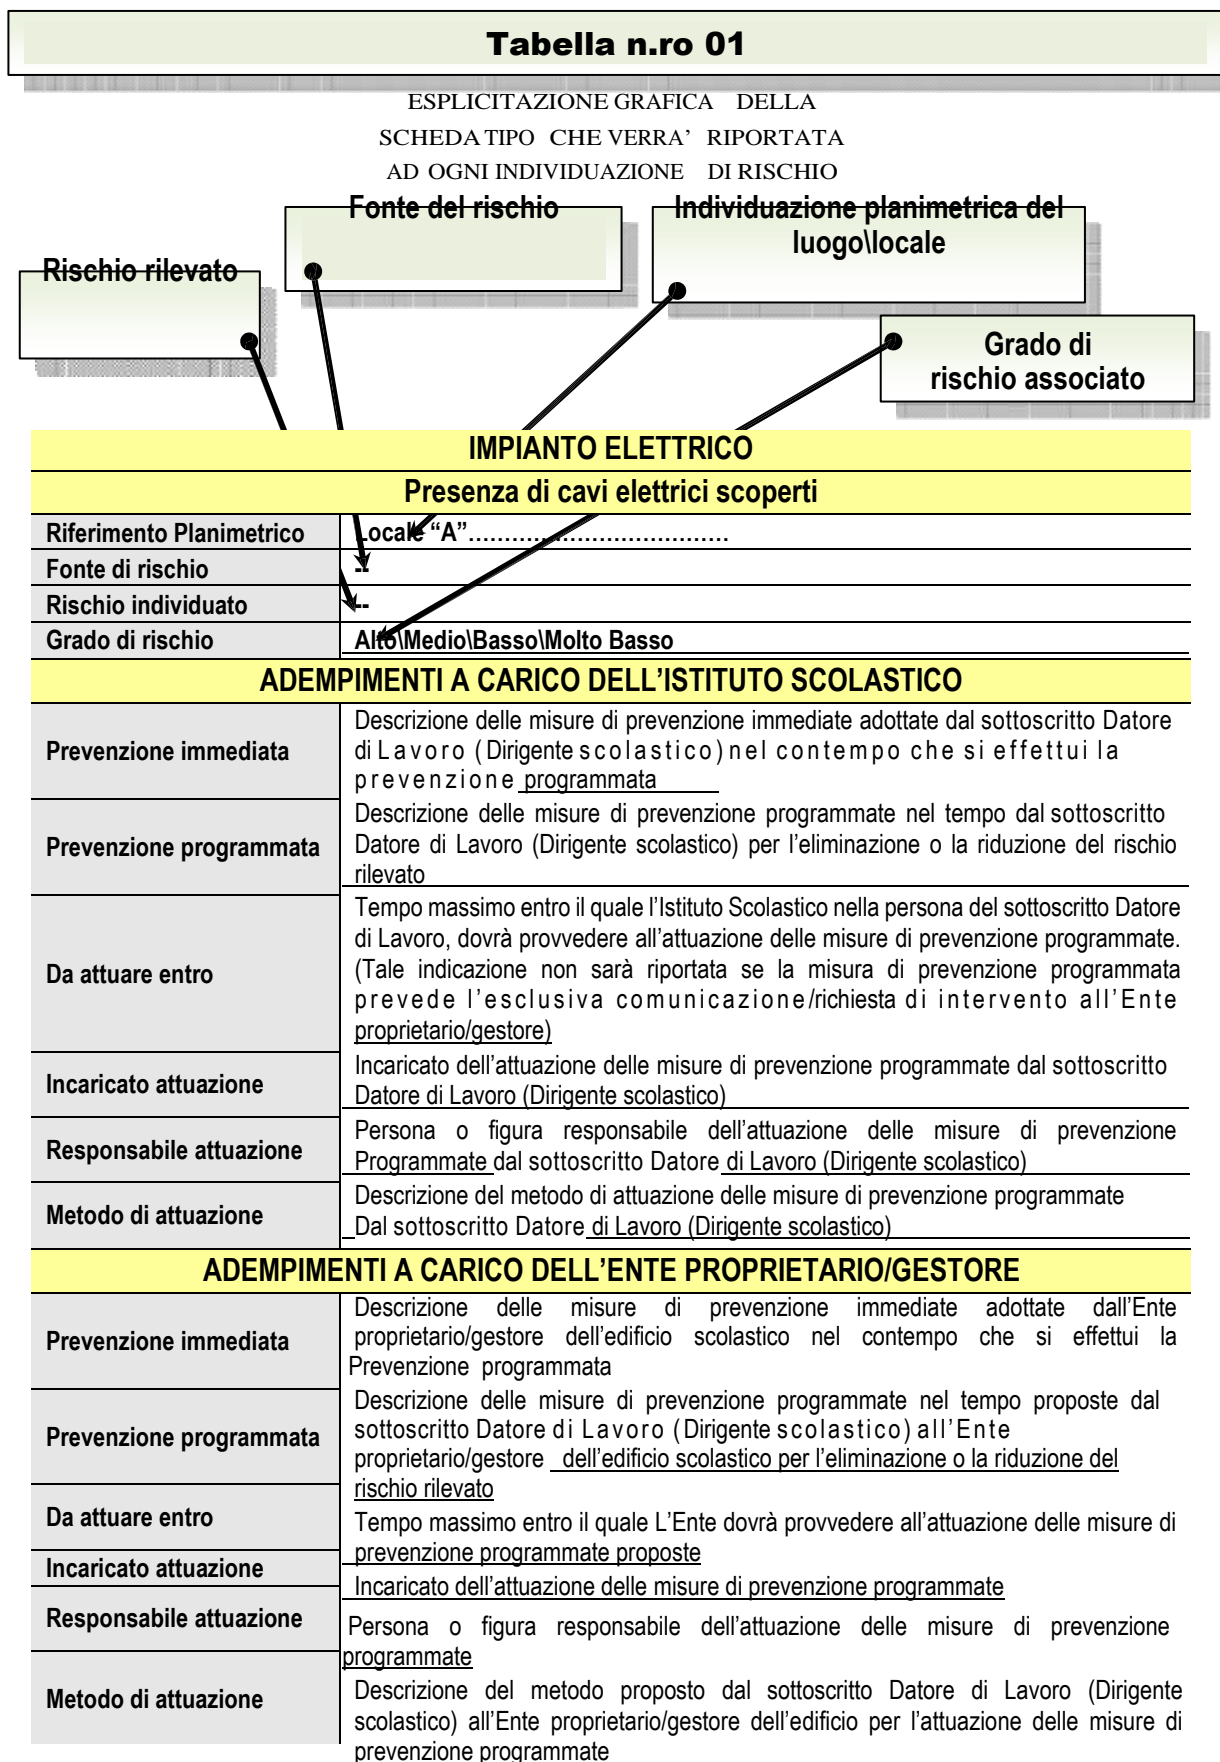 Tabella n.ro 01
ESPLICITAZIONE GRAFICA DELLA
SCHEDA TIPO CHE VERRA’ RIPORTATA
AD OGNI INDIVIDUAZIONE DI RISCHIO
Fonte del rischio
Individuazione planimetrica del
luogo\locale
Rischio rilevato
Grado di
rischio associato
IMPIANTO ELETTRICO
Presenza di cavi elettrici scoperti
Riferimento Planimetrico Locale “A”……………………………….
Fonte di rischio --
Rischio individuato --
Grado di rischio Alto\Medio\Basso\Molto Basso
ADEMPIMENTI A CARICO DELL’ISTITUTO SCOLASTICO
Prevenzione immediata
Descrizione delle misure di prevenzione immediate adottate dal sottoscritto Datore
di Lavoro (Dirigente scolastico) nel contempo che si effettui la
prevenzione programmata
Prevenzione programmata
Descrizione delle misure di prevenzione programmate nel tempo dal sottoscritto
Datore di Lavoro (Dirigente scolastico) per l’eliminazione o la riduzione del rischio
rilevato
Da attuare entro
Tempo massimo entro il quale l’Istituto Scolastico nella persona del sottoscritto Datore
di Lavoro, dovrà provvedere all’attuazione delle misure di prevenzione programmate.
(Tale indicazione non sarà riportata se la misura di prevenzione programmata
prevede l’esclusiva comunicazione/richiesta di intervento all’Ente
proprietario/gestore)
Incaricato attuazione
Incaricato dell’attuazione delle misure di prevenzione programmate dal sottoscritto
Datore di Lavoro (Dirigente scolastico)
Responsabile attuazione
Persona o figura responsabile dell’attuazione delle misure di prevenzione
Programmate dal sottoscritto Datore di Lavoro (Dirigente scolastico)
Metodo di attuazione
Descrizione del metodo di attuazione delle misure di prevenzione programmate
Dal sottoscritto Datore di Lavoro (Dirigente scolastico)
ADEMPIMENTI A CARICO DELL’ENTE PROPRIETARIO/GESTORE
Prevenzione immediata
Descrizione delle misure di prevenzione immediate adottate dall’Ente
proprietario/gestore dell’edificio scolastico nel contempo che si effettui la
Prevenzione programmata
Prevenzione programmata
Descrizione delle misure di prevenzione programmate nel tempo proposte dal
sottoscritto Datore di Lavoro (Dirigente scolastico) all’Ente
proprietario/gestore dell’edificio scolastico per l’eliminazione o la riduzione del
rischio rilevato
Da attuare entro
Tempo massimo entro il quale L’Ente dovrà provvedere all’attuazione delle misure di
prevenzione programmate proposte
Incaricato attuazione
Incaricato dell’attuazione delle misure di prevenzione programmate
Responsabile attuazione
Persona o figura responsabile dell’attuazione delle misure di prevenzione
programmate
Metodo di attuazione
Descrizione del metodo proposto dal sottoscritto Datore di Lavoro (Dirigente
scolastico) all’Ente proprietario/gestore dell’edificio per l’attuazione delle misure di
prevenzione programmate